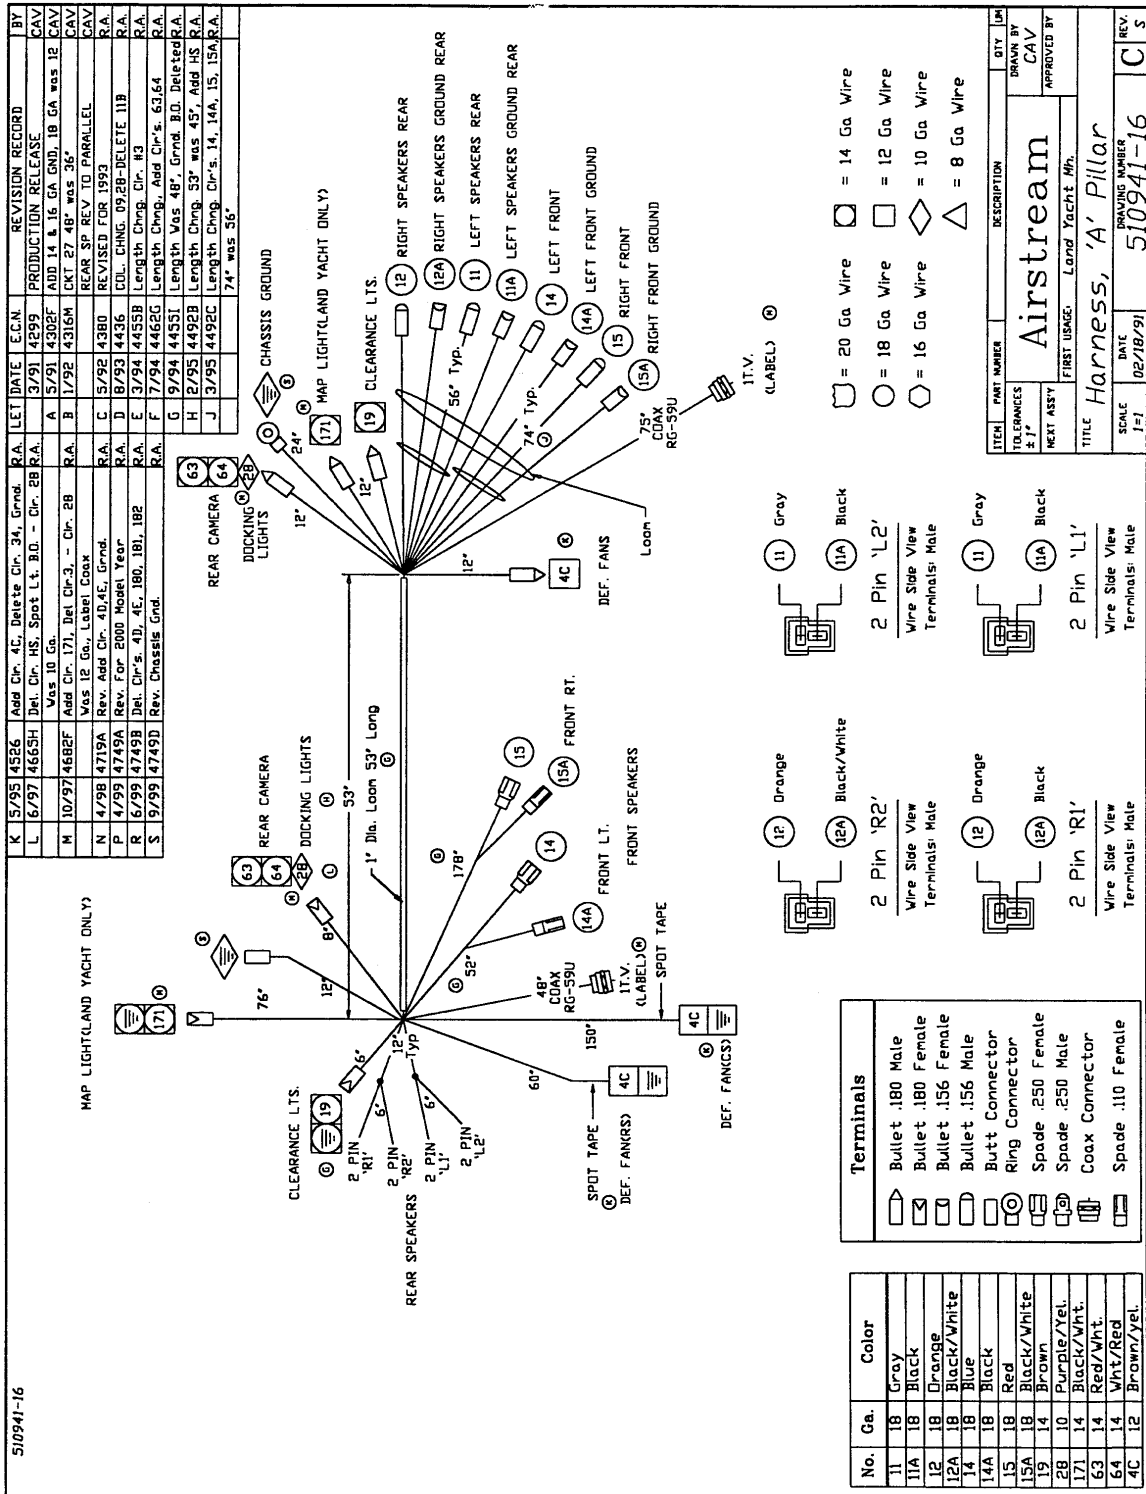 510941-16
K 5/95 4526 Add Cir. 4C, Delete Cir. 34, Grnd. R.A.
L 6/97 4665H Del. Cir. HS, Spot Lt. B.O. - Cir. 28 R.A.
Was 10 Ga.
M 10/97 4682F Add Cir. 171, Del Cir.3, - Cir. 28 R.A.
Was 12 Ga., Label Coax
N 4/98 4719A Rev. Add Cir. 4D,4E, Grnd. R.A.
P 4/99 4749A Rev. For 2000 Model Year R.A.
R 6/99 4749B Del. Cir's. 4D, 4E, 180, 181, 182 R.A.
S 9/99 4749D Rev. Chassis Gnd. R.A.
LET DATE E.C.N. REVISION RECORD BY
3/91 4299 PRODUCTION RELEASE CAV
A 5/91 4302F ADD 14 & 16 GA GND, 18 GA was 12 CAV
B 1/92 4316M CKT 27 48" was 36" CAV
REAR SP REV TO PARALLEL CAV
C 5/92 4380 REVISED FOR 1993 R.A.
D 8/93 4436 COL. CHNG. 09,28-DELETE 11B R.A.
E 3/94 4455B Length Chng. Cir. #3 R.A.
F 7/94 4462G Length Chng., Add Cir's. 63,64 R.A.
G 9/94 4455I Length Was 48", Grnd. B.O. Deleted R.A.
H 2/95 4492B Length Chng. 53" was 45", Add HS R.A.
J 3/95 4492C Length Chng. Cir's. 14, 14A, 15, 15A, R.A.
74" was 56"
MAP LIGHT(LAND YACHT ONLY)
171 M
76"
S
12"
REAR CAMERA
63
64
28
M
DOCKING LIGHTS
L
8"
CLEARANCE LTS.
19
G
6"
2 PIN
'R1'
2 PIN
'R2'
2 PIN
'L1'
2 PIN
'L2'
6"
6"
12"
Typ
REAR SPEAKERS
53" H
1" Dia. Loom 53" Long
G
G 178"
15
15A FRONT RT.
FRONT SPEAKERS
G 52"
14
14A FRONT LT.
48"
COAX
RG-59U
1T.V.
(LABEL) M
SPOT TAPE
150"
4C
K
DEF. FAN(CS)
60"
SPOT TAPE
K
DEF. FAN(RS)
4C
REAR CAMERA
63
64
28
M
DOCKING
LIGHTS
12"
24"
CHASSIS GROUND
S
M
171 MAP LIGHT(LAND YACHT ONLY)
12"
19 CLEARANCE LTS.
12 RIGHT SPEAKERS REAR
12A RIGHT SPEAKERS GROUND REAR
11 LEFT SPEAKERS REAR
11A LEFT SPEAKERS GROUND REAR
14 LEFT FRONT
14A LEFT FRONT GROUND
15 RIGHT FRONT
15A RIGHT FRONT GROUND
56" Typ.
74" Typ.
J
75"
COAX
RG-59U
1T.V.
(LABEL) M
Loom
12"
4C
K
DEF. FANS
= 20 Ga Wire
= 18 Ga Wire
= 16 Ga Wire
= 14 Ga Wire
= 12 Ga Wire
= 10 Ga Wire
= 8 Ga Wire
12 Orange
12A Black/White
2 Pin 'R2'
Wire Side View
Terminals: Male
11 Gray
11A Black
2 Pin 'L2'
Wire Side View
Terminals: Male
12 Orange
12A Black
2 Pin 'R1'
Wire Side View
Terminals: Male
11 Gray
11A Black
2 Pin 'L1'
Wire Side View
Terminals: Male
No. Ga. Color
11 18 Gray
11A 18 Black
12 18 Orange
12A 18 Black/White
14 18 Blue
14A 18 Black
15 18 Red
15A 18 Black/White
19 14 Brown
28 10 Purple/Yel.
171 14 Black/Wht.
63 14 Red/Wht.
64 14 Wht/Red
4C 12 Brown/yel.
Terminals
Bullet .180 Male
Bullet .180 Female
Bullet .156 Female
Bullet .156 Male
Butt Connector
Ring Connector
Spade .250 Female
Spade .250 Male
Coax Connector
Spade .110 Female
ITEM PART NUMBER DESCRIPTION QTY UM
TOLERANCES
± 1"
NEXT ASS'Y
Airstream
DRAWN BY
CAV
APPROVED BY
FIRST USAGE: Land Yacht Mh.
TITLE Harness, 'A' Pillar
SCALE
1=1
DATE
02/18/91
DRAWING NUMBER
510941-16
C
REV.
S